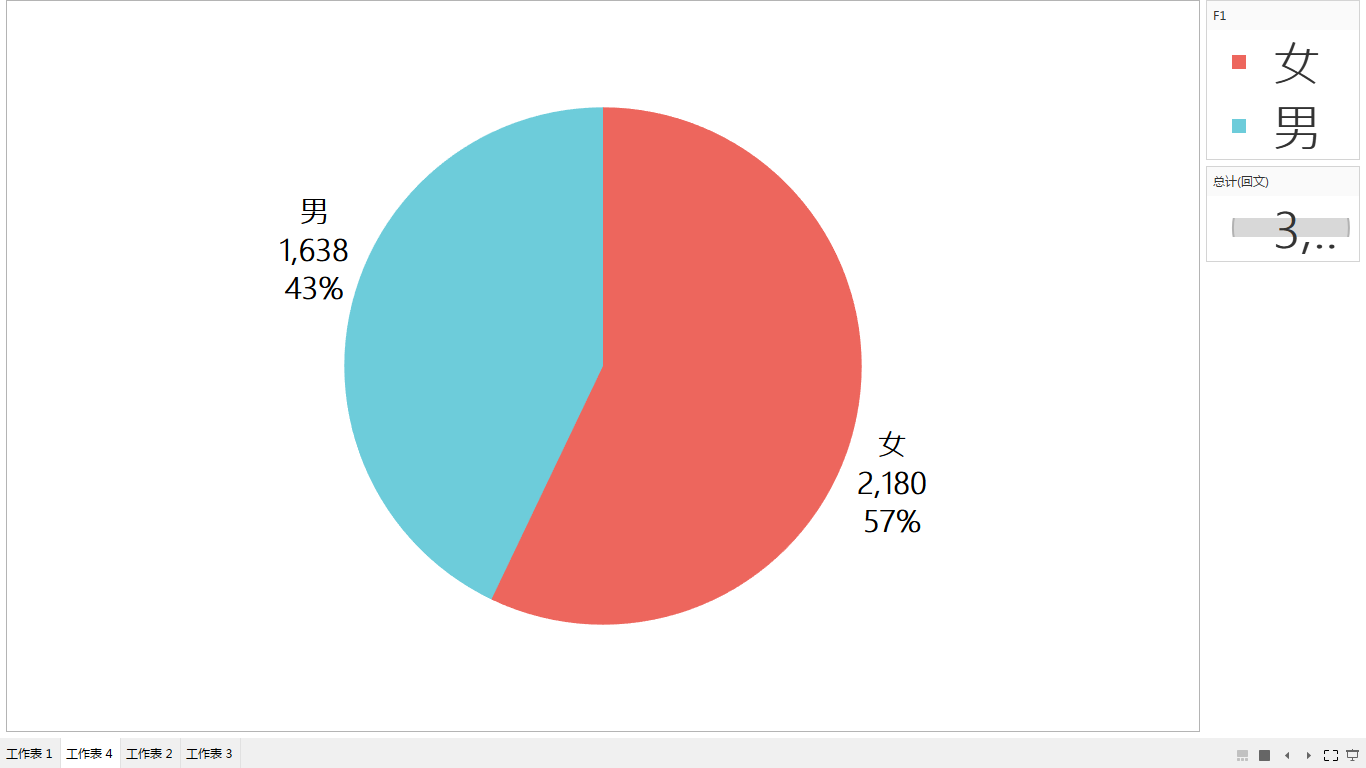 男
1,638
43%
女
2,180
57%
F1
女
男
总计(回文)
3,..
工作表 1
工作表 4
工作表 2
工作表 3